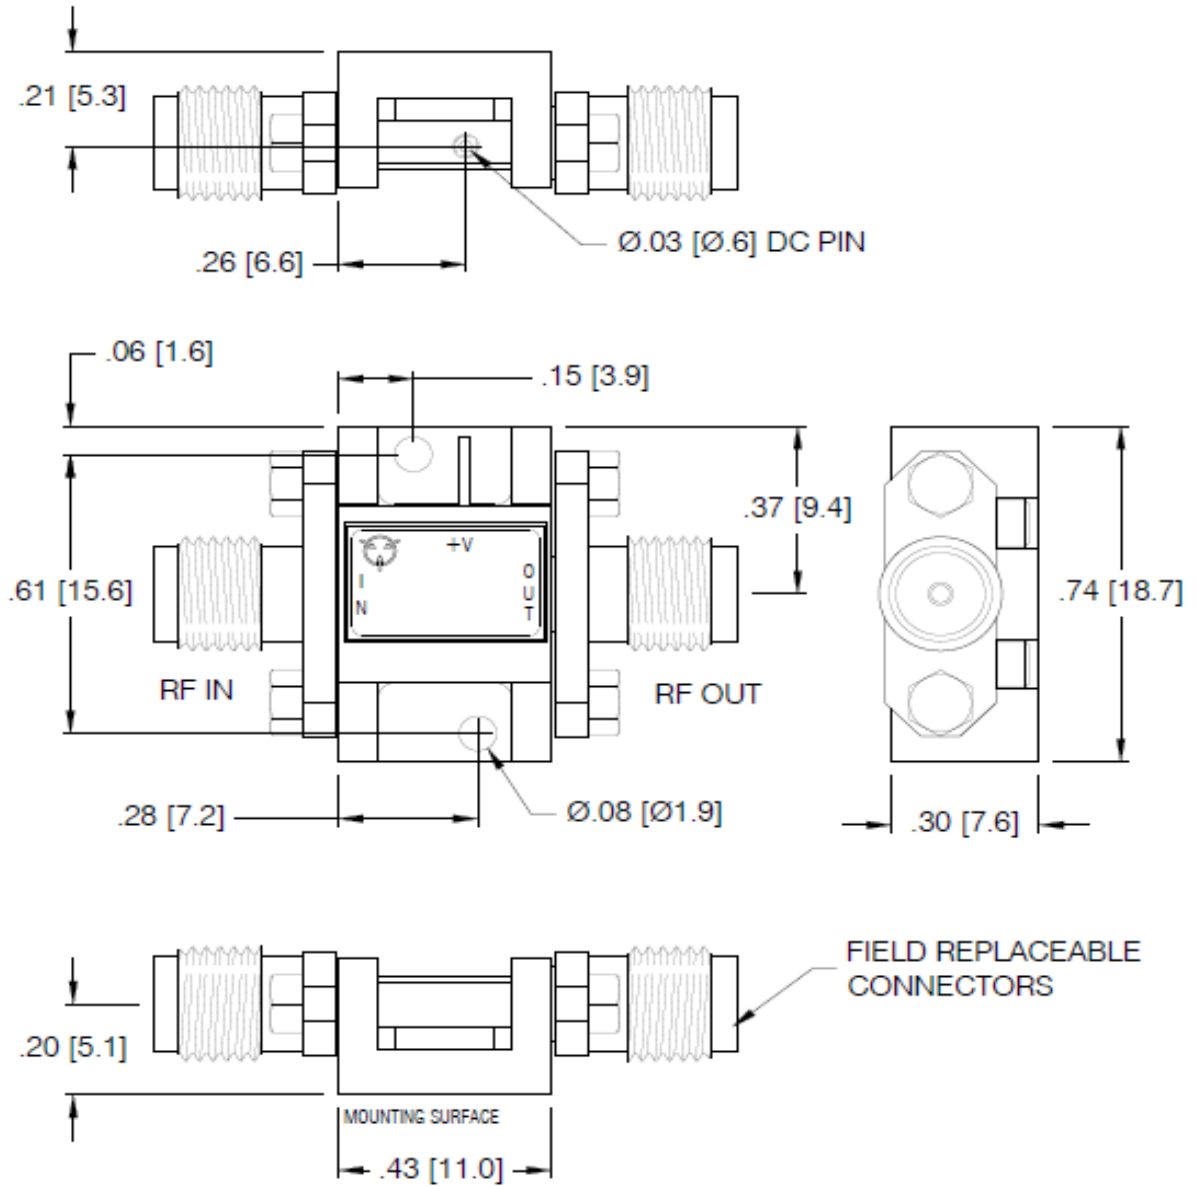 .21 [5.3]
Ø.03 [Ø.6] DC PIN
.26 [6.6]
.06 [1.6]
.15 [3.9]
.37 [9.4]
+V
IN
OUT
.61 [15.6]
.74 [18.7]
RF IN
RF OUT
.28 [7.2]
Ø.08 [Ø1.9]
.30 [7.6]
FIELD REPLACEABLE
CONNECTORS
.20 [5.1]
MOUNTING SURFACE
.43 [11.0]